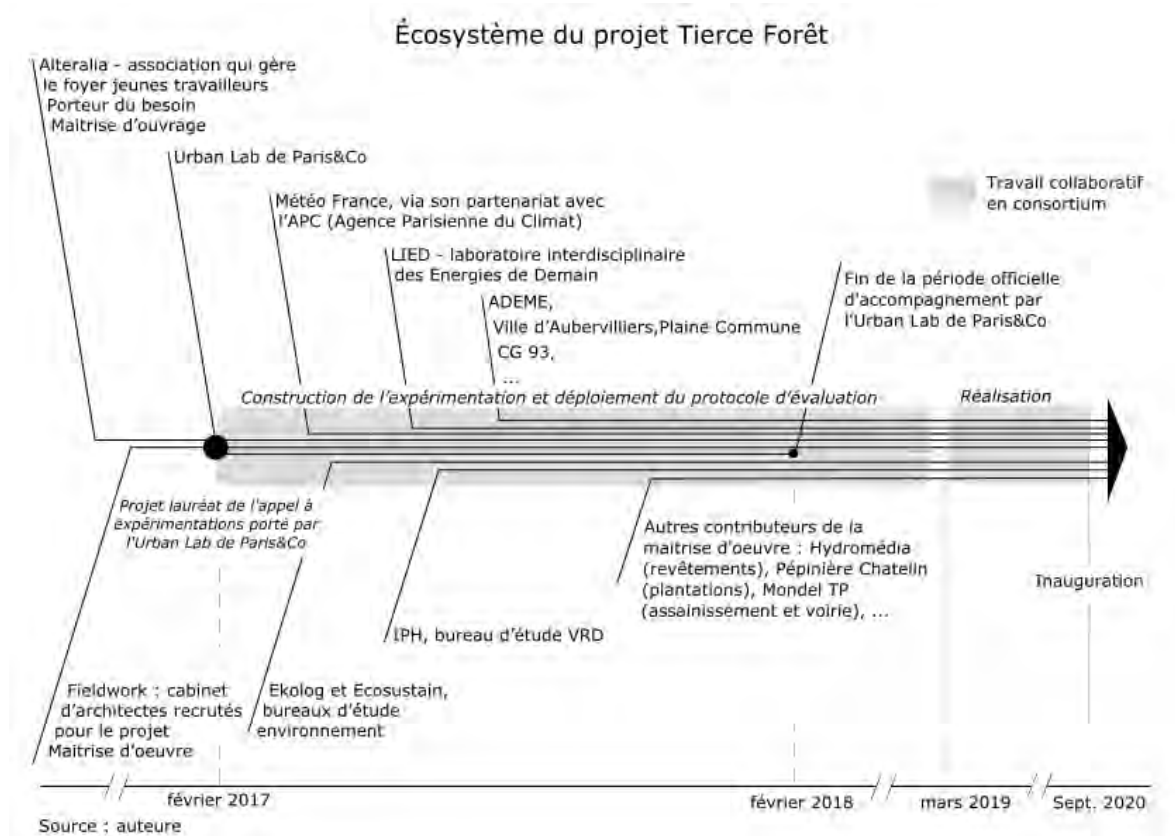 Écosystème du projet Tierce Forêt
Alteralia - association qui gère
le foyer jeunes travailleurs
Porteur du besoin
Maitrise d'ouvrage
Urban Lab de Paris&Co
Météo France, via son partenariat avec
l'APC (Agence Parisienne du Climat)
LIED - laboratoire interdisciplinaire
des Energies de Demain
ADEME,
Ville d'Aubervilliers,Plaine Commune
CG 93,
...
Travail collaboratif
en consortium
Fin de la période officielle
d'accompagnement par
l'Urban Lab de Paris&Co
Construction de l'expérimentation et déploiement du protocole d'évaluation
Réalisation
Projet lauréat de l'appel à
expérimentations porté par
l'Urban Lab de Paris&Co
Autres contributeurs de la
maitrise d'oeuvre : Hydromédia
(revêtements), Pépinière Chatelin
(plantations), Mondel TP
(assainissement et voirie), ...
Inauguration
IPH, bureau d'étude VRD
Fieldwork : cabinet
d'architectes recrutés
pour le projet
Maitrise d'oeuvre
Ekolog et Ecosustain,
bureaux d'étude
environnement
février 2017
février 2018
mars 2019
Sept. 2020
Source : auteure